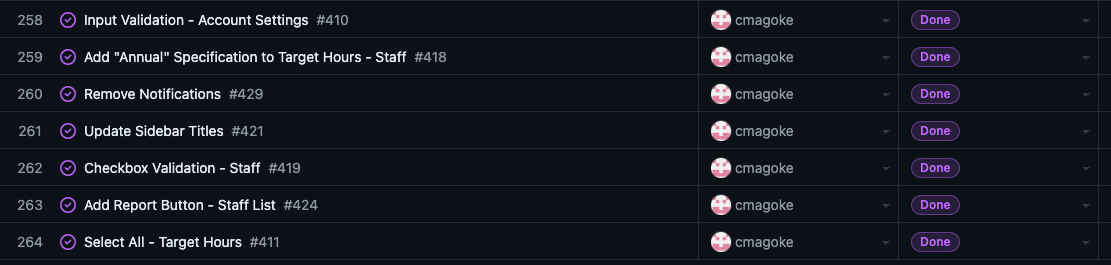 258 Input Validation - Account Settings #410 cmagoke Done
259 Add "Annual" Specification to Target Hours - Staff #418 cmagoke Done
260 Remove Notifications #429 cmagoke Done
261 Update Sidebar Titles #421 cmagoke Done
262 Checkbox Validation - Staff #419 cmagoke Done
263 Add Report Button - Staff List #424 cmagoke Done
264 Select All - Target Hours #411 cmagoke Done